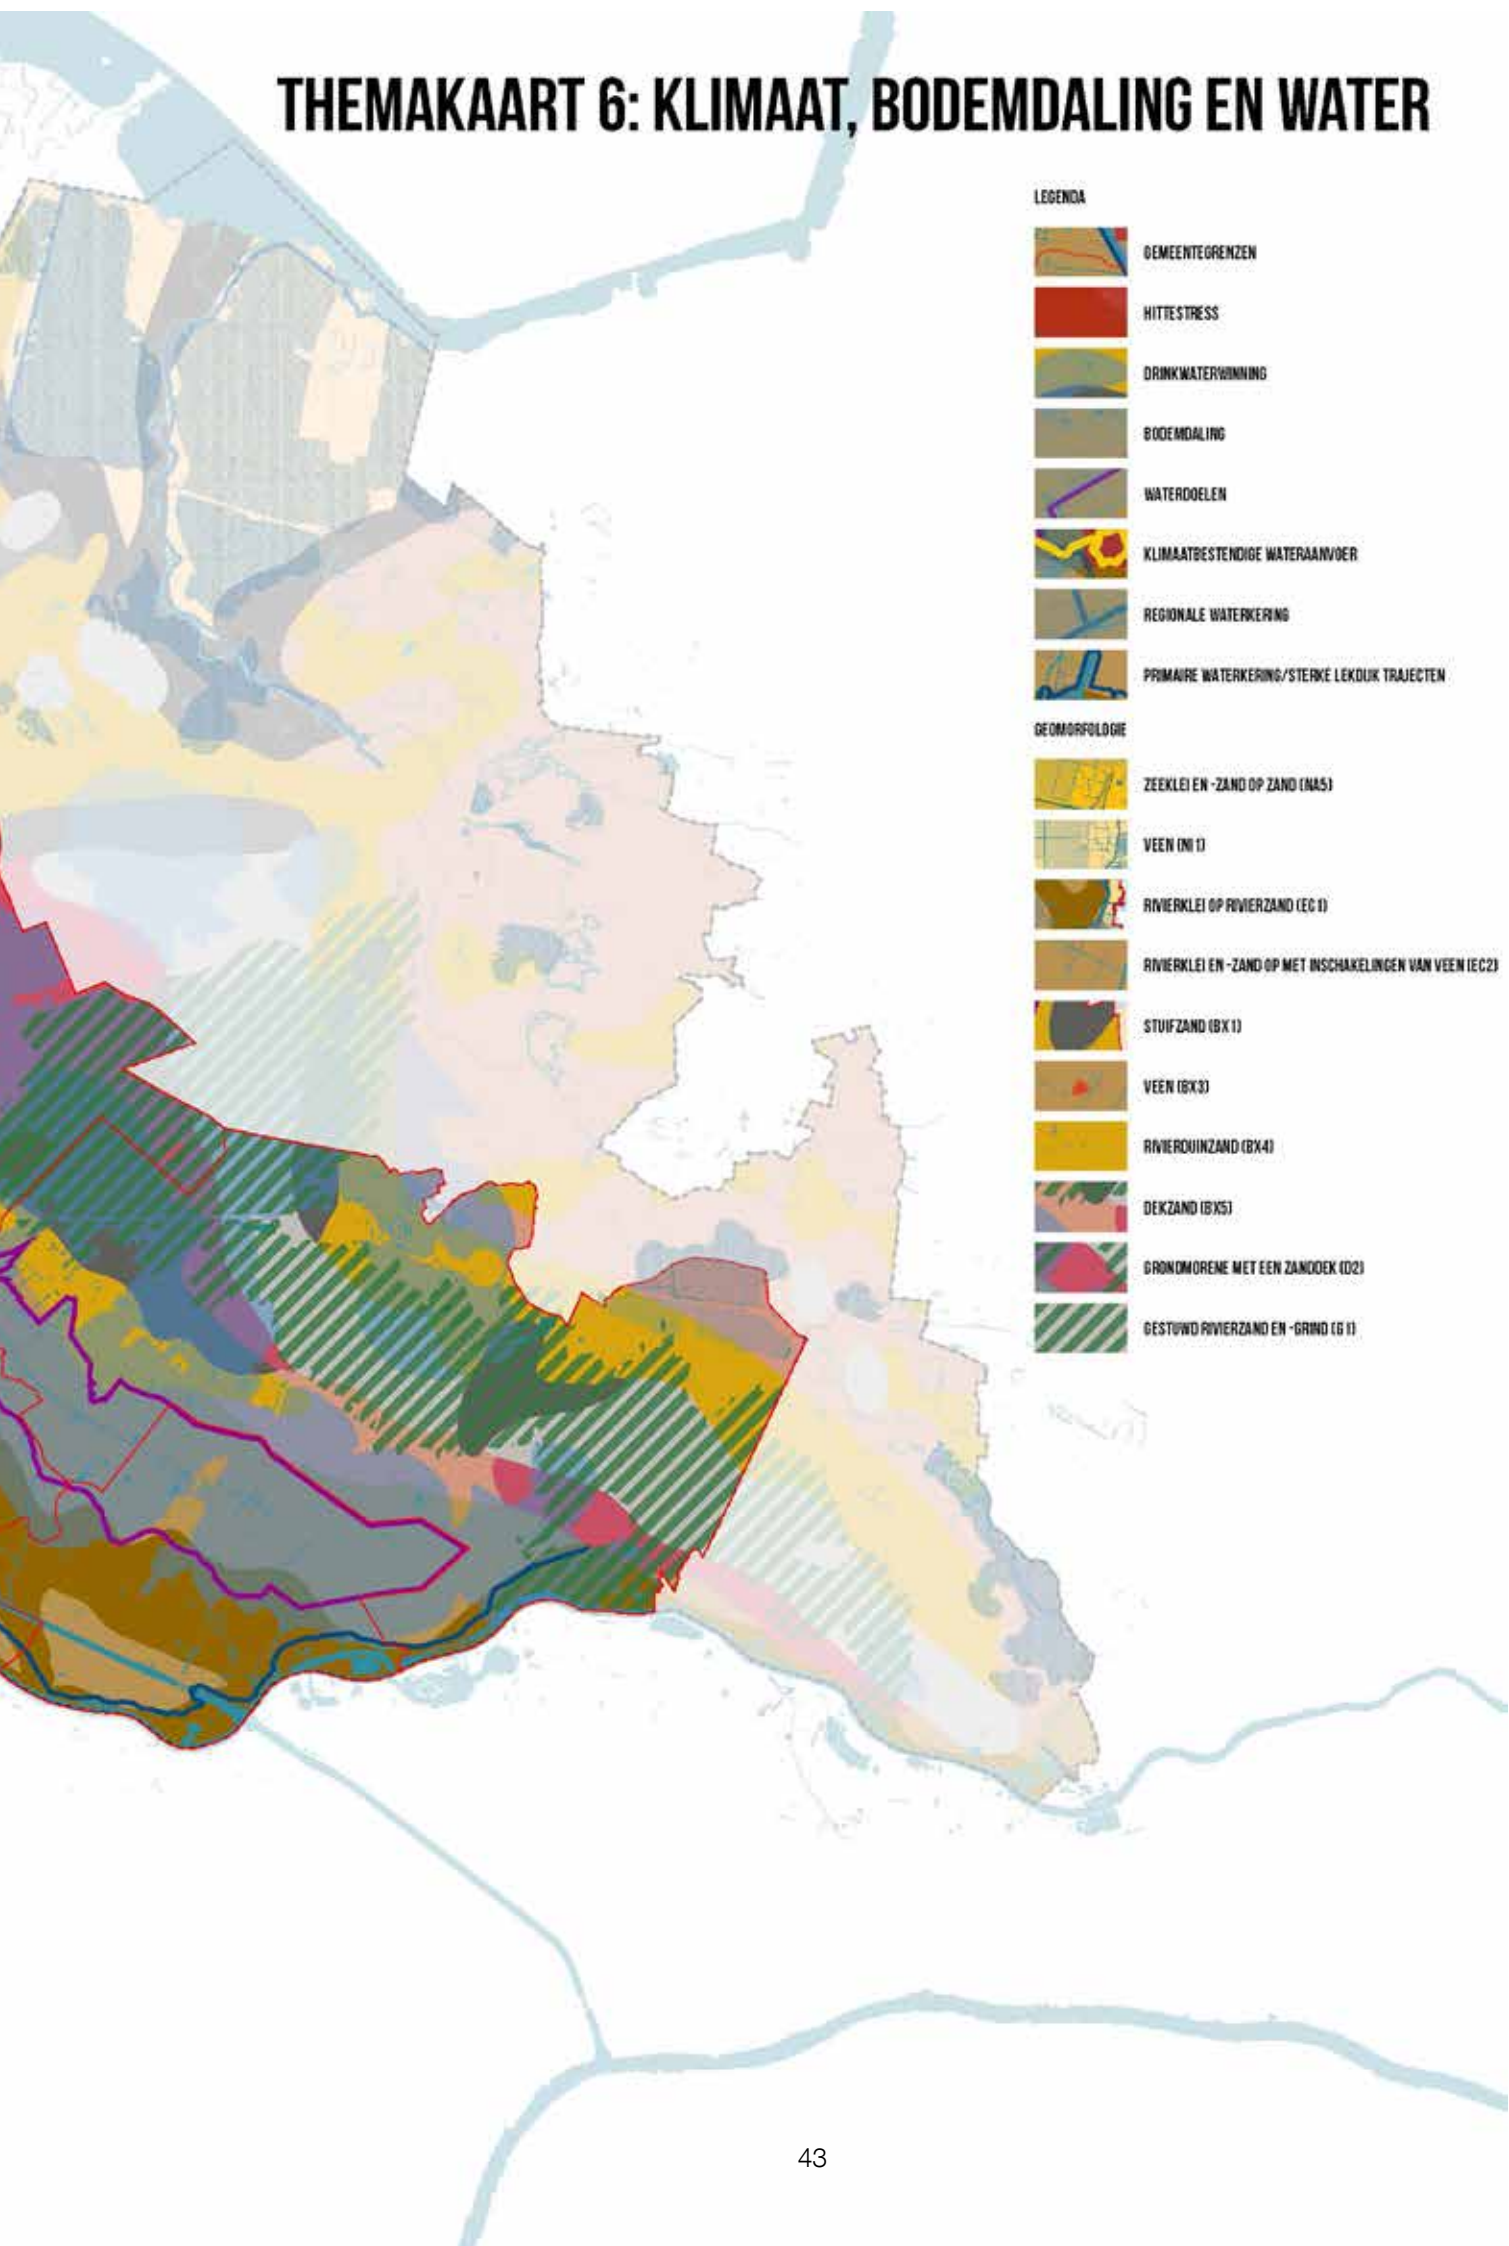 THEMAKAART 6: KLIMAAT, BODEMDALING EN WATER
LEGENDA
GEMEENTEGRENZEN
HITTESTRESS
DRINKWATERWINNING
BODEMDALING
WATERDOELEN
KLIMAATBESTENDIGE WATERAANVOER
REGIONALE WATERKERING
PRIMAIRE WATERKERING/STERKE LEKDIJK TRAJECTEN
GEOMORFOLOGIE
ZEEKLEI EN -ZAND OP ZAND (NA5)
VEEN (NI 1)
RIVIERKLEI OP RIVIERZAND (EC 1)
RIVIERKLEI EN -ZAND OP MET INSCHAKELINGEN VAN VEEN (EC2)
STUIFZAND (BX 1)
VEEN (BX3)
RIVIERDUINZAND (BX4)
DEKZAND (BX5)
GRONDMORENE MET EEN ZANDDEK (D2)
GESTUWD RIVIERZAND EN -GRIND (G 1)
43